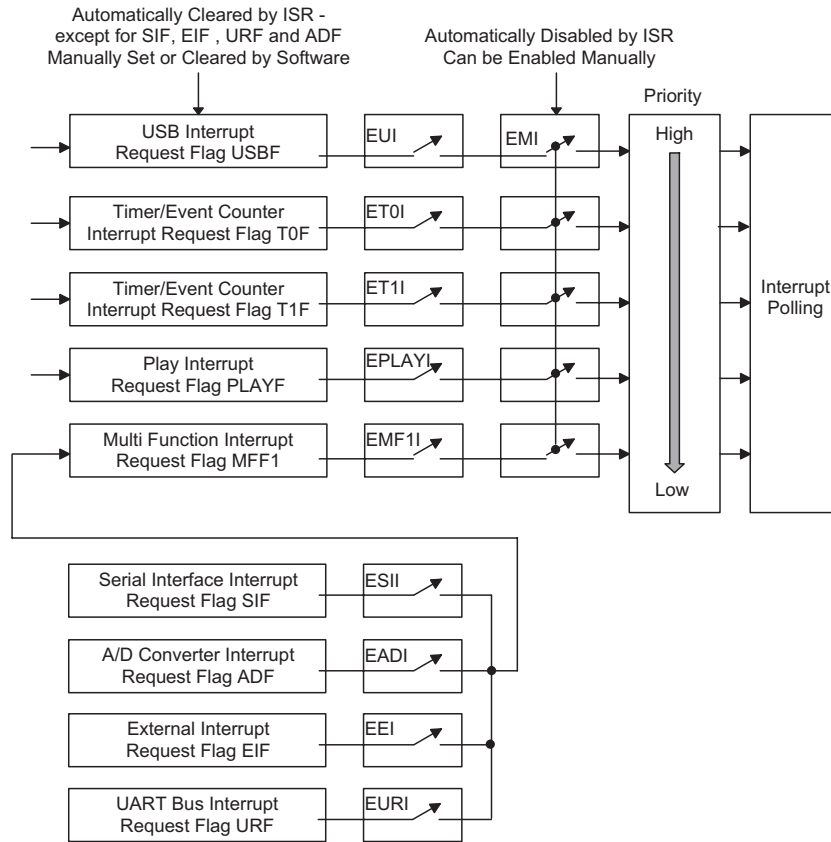 Automatically Cleared by ISR -
except for SIF, EIF , URF and ADF
Manually Set or Cleared by Software
Automatically Disabled by ISR
Can be Enabled Manually
Priority
USB Interrupt
Request Flag USBF
EUI
EMI
High
Timer/Event Counter
Interrupt Request Flag T0F
ET0I
Timer/Event Counter
Interrupt Request Flag T1F
ET1I
Interrupt
Polling
Play Interrupt
Request Flag PLAYF
EPLAYI
Multi Function Interrupt
Request Flag MFF1
EMF1I
Low
Serial Interface Interrupt
Request Flag SIF
ESII
A/D Converter Interrupt
Request Flag ADF
EADI
External Interrupt
Request Flag EIF
EEI
UART Bus Interrupt
Request Flag URF
EURI